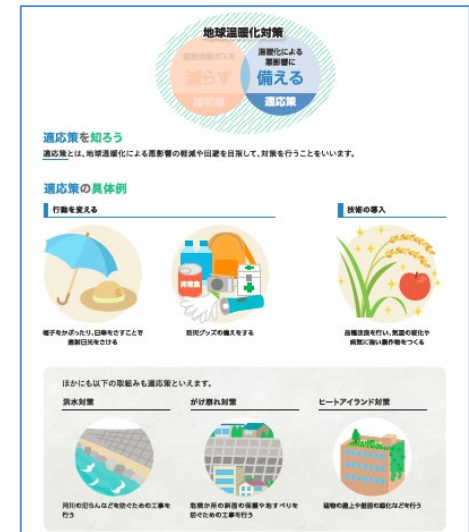 地球温暖化対策
温室効果ガスを
減らす
緩和策
温暖化による
悪影響に
備える
適応策
適応策を知ろう
適応策とは、地球温暖化による悪影響の軽減や回避を目指して、対策を行うことをいいます。
適応策の具体例
行動を変える
技術の導入
非常食
帽子をかぶったり、日傘をさすことで
直射日光をさける
防災グッズの備えをする
品種改良を行い、気温の変化や
病気に強い農作物をつくる
ほかにも以下の取組みも適応策といえます。
洪水対策
がけ崩れ対策
ヒートアイランド対策
河川の氾らんなどを防ぐための工事を
行う
危険か所の斜面の保護や地すべりを
防ぐための工事を行う
建物の屋上や壁面の緑化などを行う